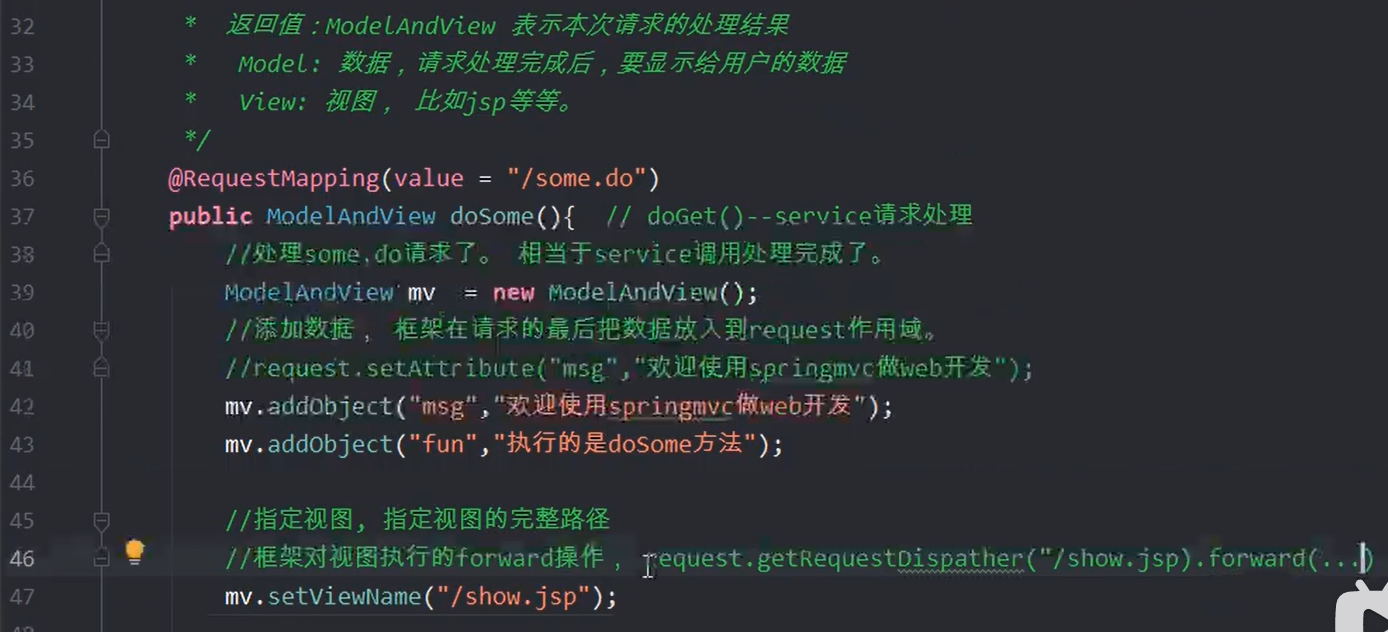 32 * 返回值：ModelAndView 表示本次请求的处理结果
33 * Model: 数据，请求处理完成后，要显示给用户的数据
34 * View: 视图， 比如jsp等等。
35 */
36 @RequestMapping(value = "/some.do")
37 public ModelAndView doSome(){ // doGet()--service请求处理
38 //处理some.do请求了。 相当于service调用处理完成了。
39 ModelAndView mv = new ModelAndView();
40 //添加数据， 框架在请求的最后把数据放入到request作用域。
41 //request.setAttribute("msg","欢迎使用springmvc做web开发");
42 mv.addObject("msg","欢迎使用springmvc做web开发");
43 mv.addObject("fun","执行的是doSome方法");
44
45 //指定视图, 指定视图的完整路径
46 //框架对视图执行的forward操作， request.getRequestDispather("/show.jsp).forward(...)
47 mv.setViewName("/show.jsp");